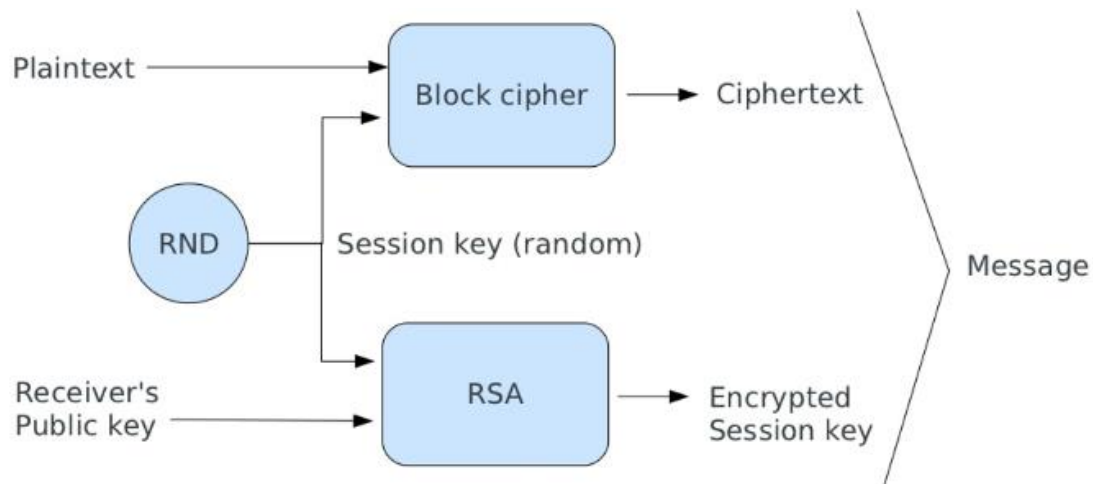 Plaintext
Block cipher
Ciphertext
RND
Session key (random)
Message
Receiver's
Public key
RSA
Encrypted
Session key